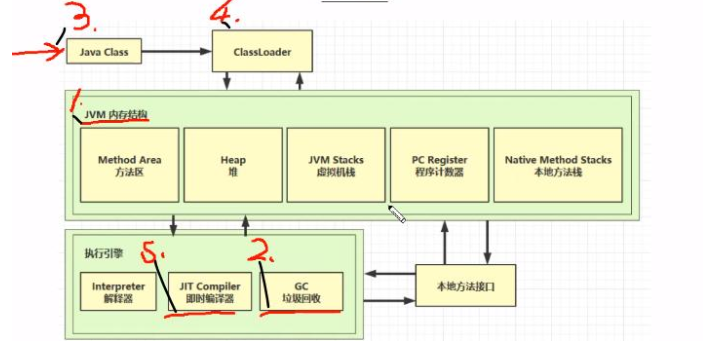 3.
4.
Java Class
ClassLoader
1.
JVM 内存结构
Method Area
方法区
Heap
堆
JVM Stacks
虚拟机栈
PC Register
程序计数器
Native Method Stacks
本地方法栈
执行引擎
5.
2.
Interpreter
解释器
JIT Compiler
即时编译器
GC
垃圾回收
本地方法接口